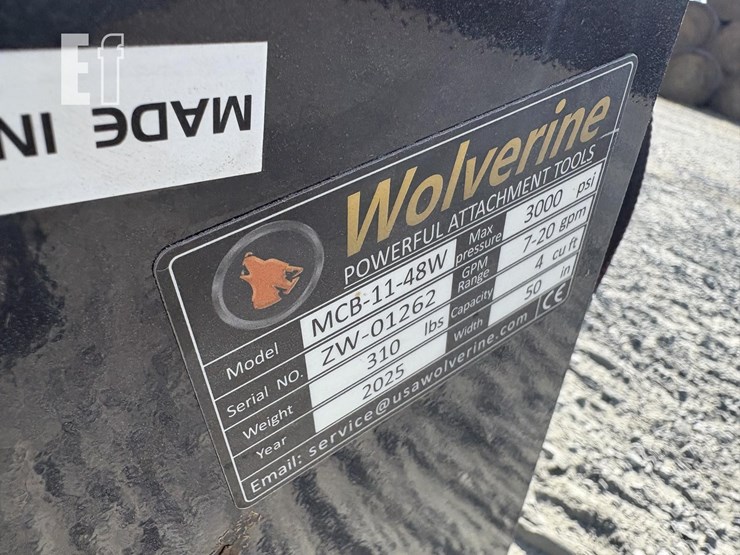 Ef
MADE IN
Wolverine
POWERFUL ATTACHMENT TOOLS
Model MCB-11-48W Max pressure 3000 psi
Serial NO. ZW-01262 GPM Range 7-20 gpm
Weight 310 lbs Capacity 4 cu ft
Year 2025 Width 50 in
Email: service@usawolverine.com CE